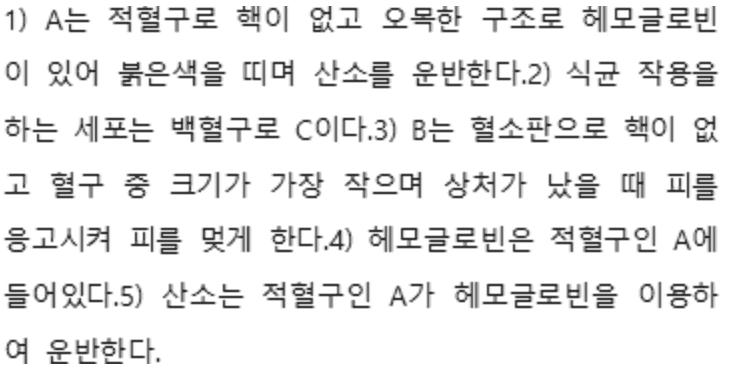 1) A는 적혈구로 핵이 없고 오목한 구조로 헤모글로빈
이 있어 붉은색을 띠며 산소를 운반한다.2) 식균 작용을
하는 세포는 백혈구로 C이다.3) B는 혈소판으로 핵이 없
고 혈구 중 크기가 가장 작으며 상처가 났을 때 피를
응고시켜 피를 멎게 한다.4) 헤모글로빈은 적혈구인 A에
들어있다.5) 산소는 적혈구인 A가 헤모글로빈을 이용하
여 운반한다.